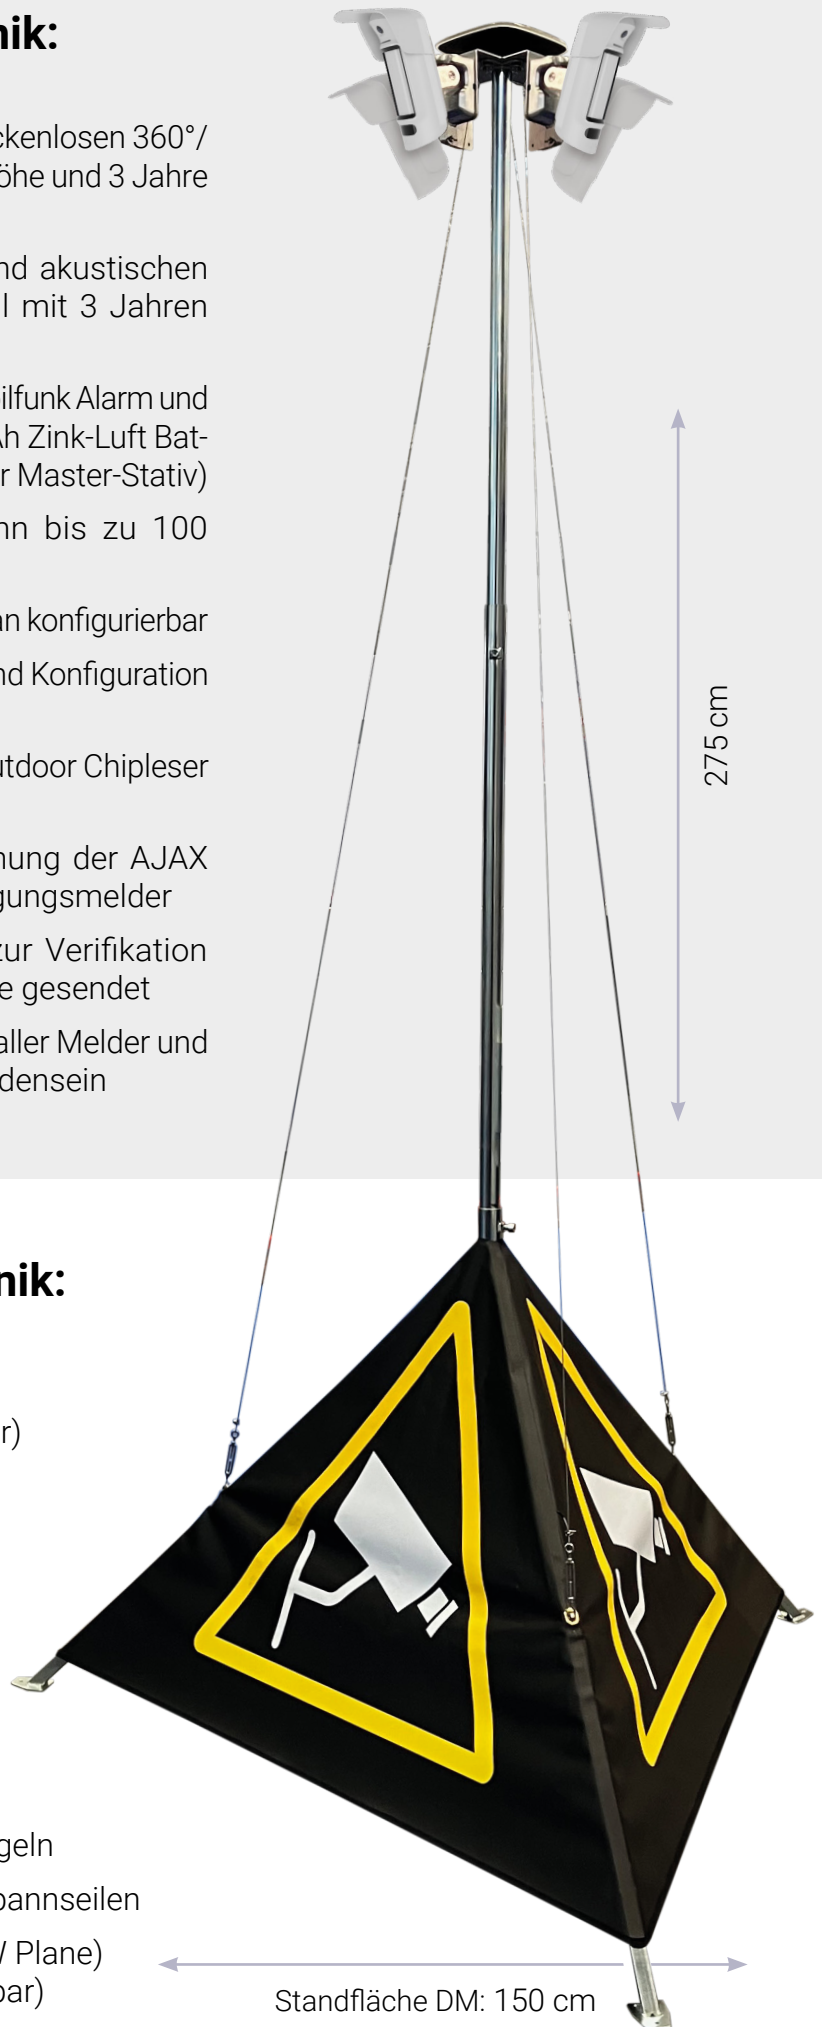 nik:
ckenlosen 360°/
öhe und 3 Jahre
nd akustischen
l mit 3 Jahren
ilfunk Alarm und
Ah Zink-Luft Bat-
r Master-Stativ)
nn bis zu 100
an konfigurierbar
nd Konfiguration
utdoor Chipleser
nung der AJAX
gungsmelder
zur Verifikation
e gesendet
aller Melder und
densein
275 cm
nik:
r)
geln
pannseilen
W Plane)
bar)
Standfläche DM: 150 cm